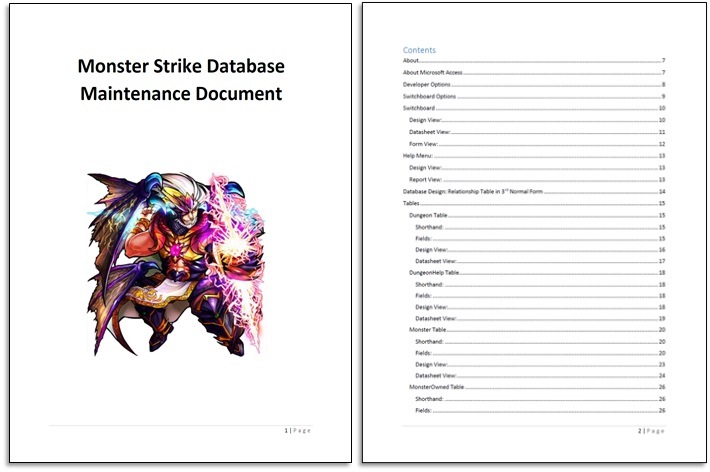 Monster Strike Database
Maintenance Document
1 | P a g e
Contents
About 7
About Microsoft Access 7
Developer Options 8
Switchboard Options 9
Switchboard 10
Design View: 10
Datasheet View: 11
Form View: 12
Help Menu: 13
Design View: 13
Report View: 13
Database Design: Relationship Table in 3rd Normal Form 14
Tables 15
Dungeon Table 15
Shorthand: 15
Fields: 15
Design View: 16
Datasheet View: 17
DungeonHelp Table 18
Shorthand: 18
Fields: 18
Design View: 18
Datasheet View: 19
Monster Table 20
Shorthand: 20
Fields: 20
Design View: 23
Datasheet View: 24
MonsterOwned Table 26
Shorthand: 26
Fields: 26
2 | P a g e